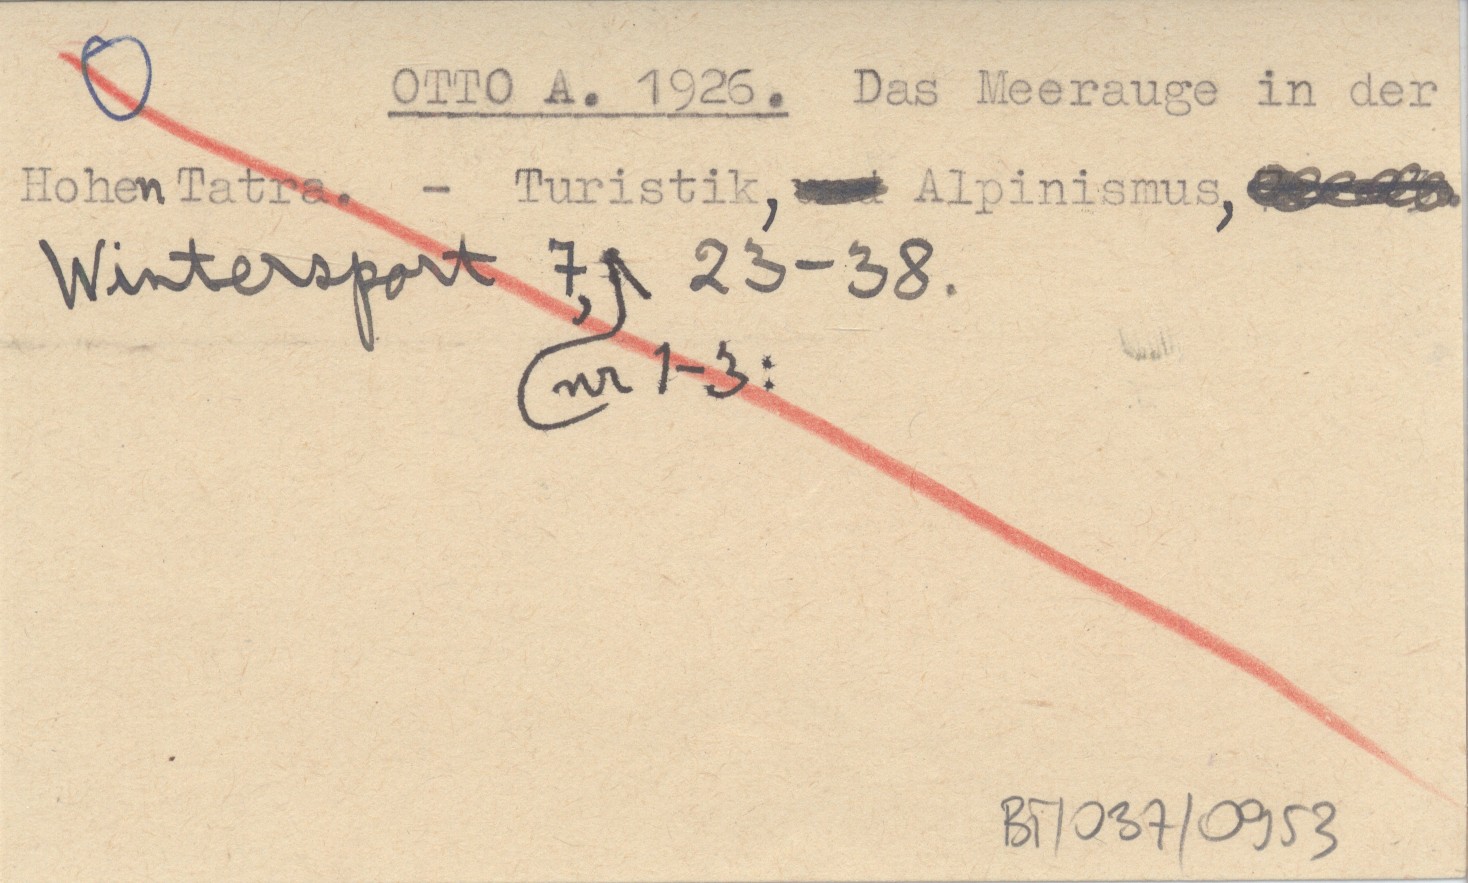 OTTO A. 1926. Das Meerauge in der
Hohen Tatra. - Turistik, Alpinismus,
Wintersport 7, 23-38.
nr 1-3:
BT/037/0953